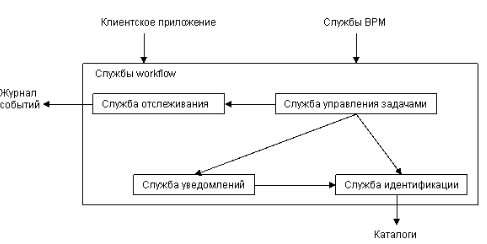 Клиентское приложение
Службы BPM
Службы workflow
Журнал
событий
Служба отслеживания
Служба управления задачами
Служба уведомлений
Служба идентификации
Каталоги